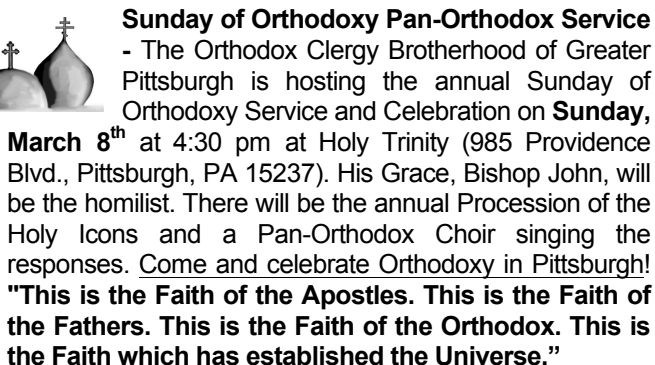 Sunday of Orthodoxy Pan-Orthodox Service
- The Orthodox Clergy Brotherhood of Greater
Pittsburgh is hosting the annual Sunday of
Orthodoxy Service and Celebration on Sunday,
March 8th at 4:30 pm at Holy Trinity (985 Providence
Blvd., Pittsburgh, PA 15237). His Grace, Bishop John, will
be the homilist. There will be the annual Procession of the
Holy Icons and a Pan-Orthodox Choir singing the
responses. Come and celebrate Orthodoxy in Pittsburgh!
"This is the Faith of the Apostles. This is the Faith of
the Fathers. This is the Faith of the Orthodox. This is
the Faith which has established the Universe.”